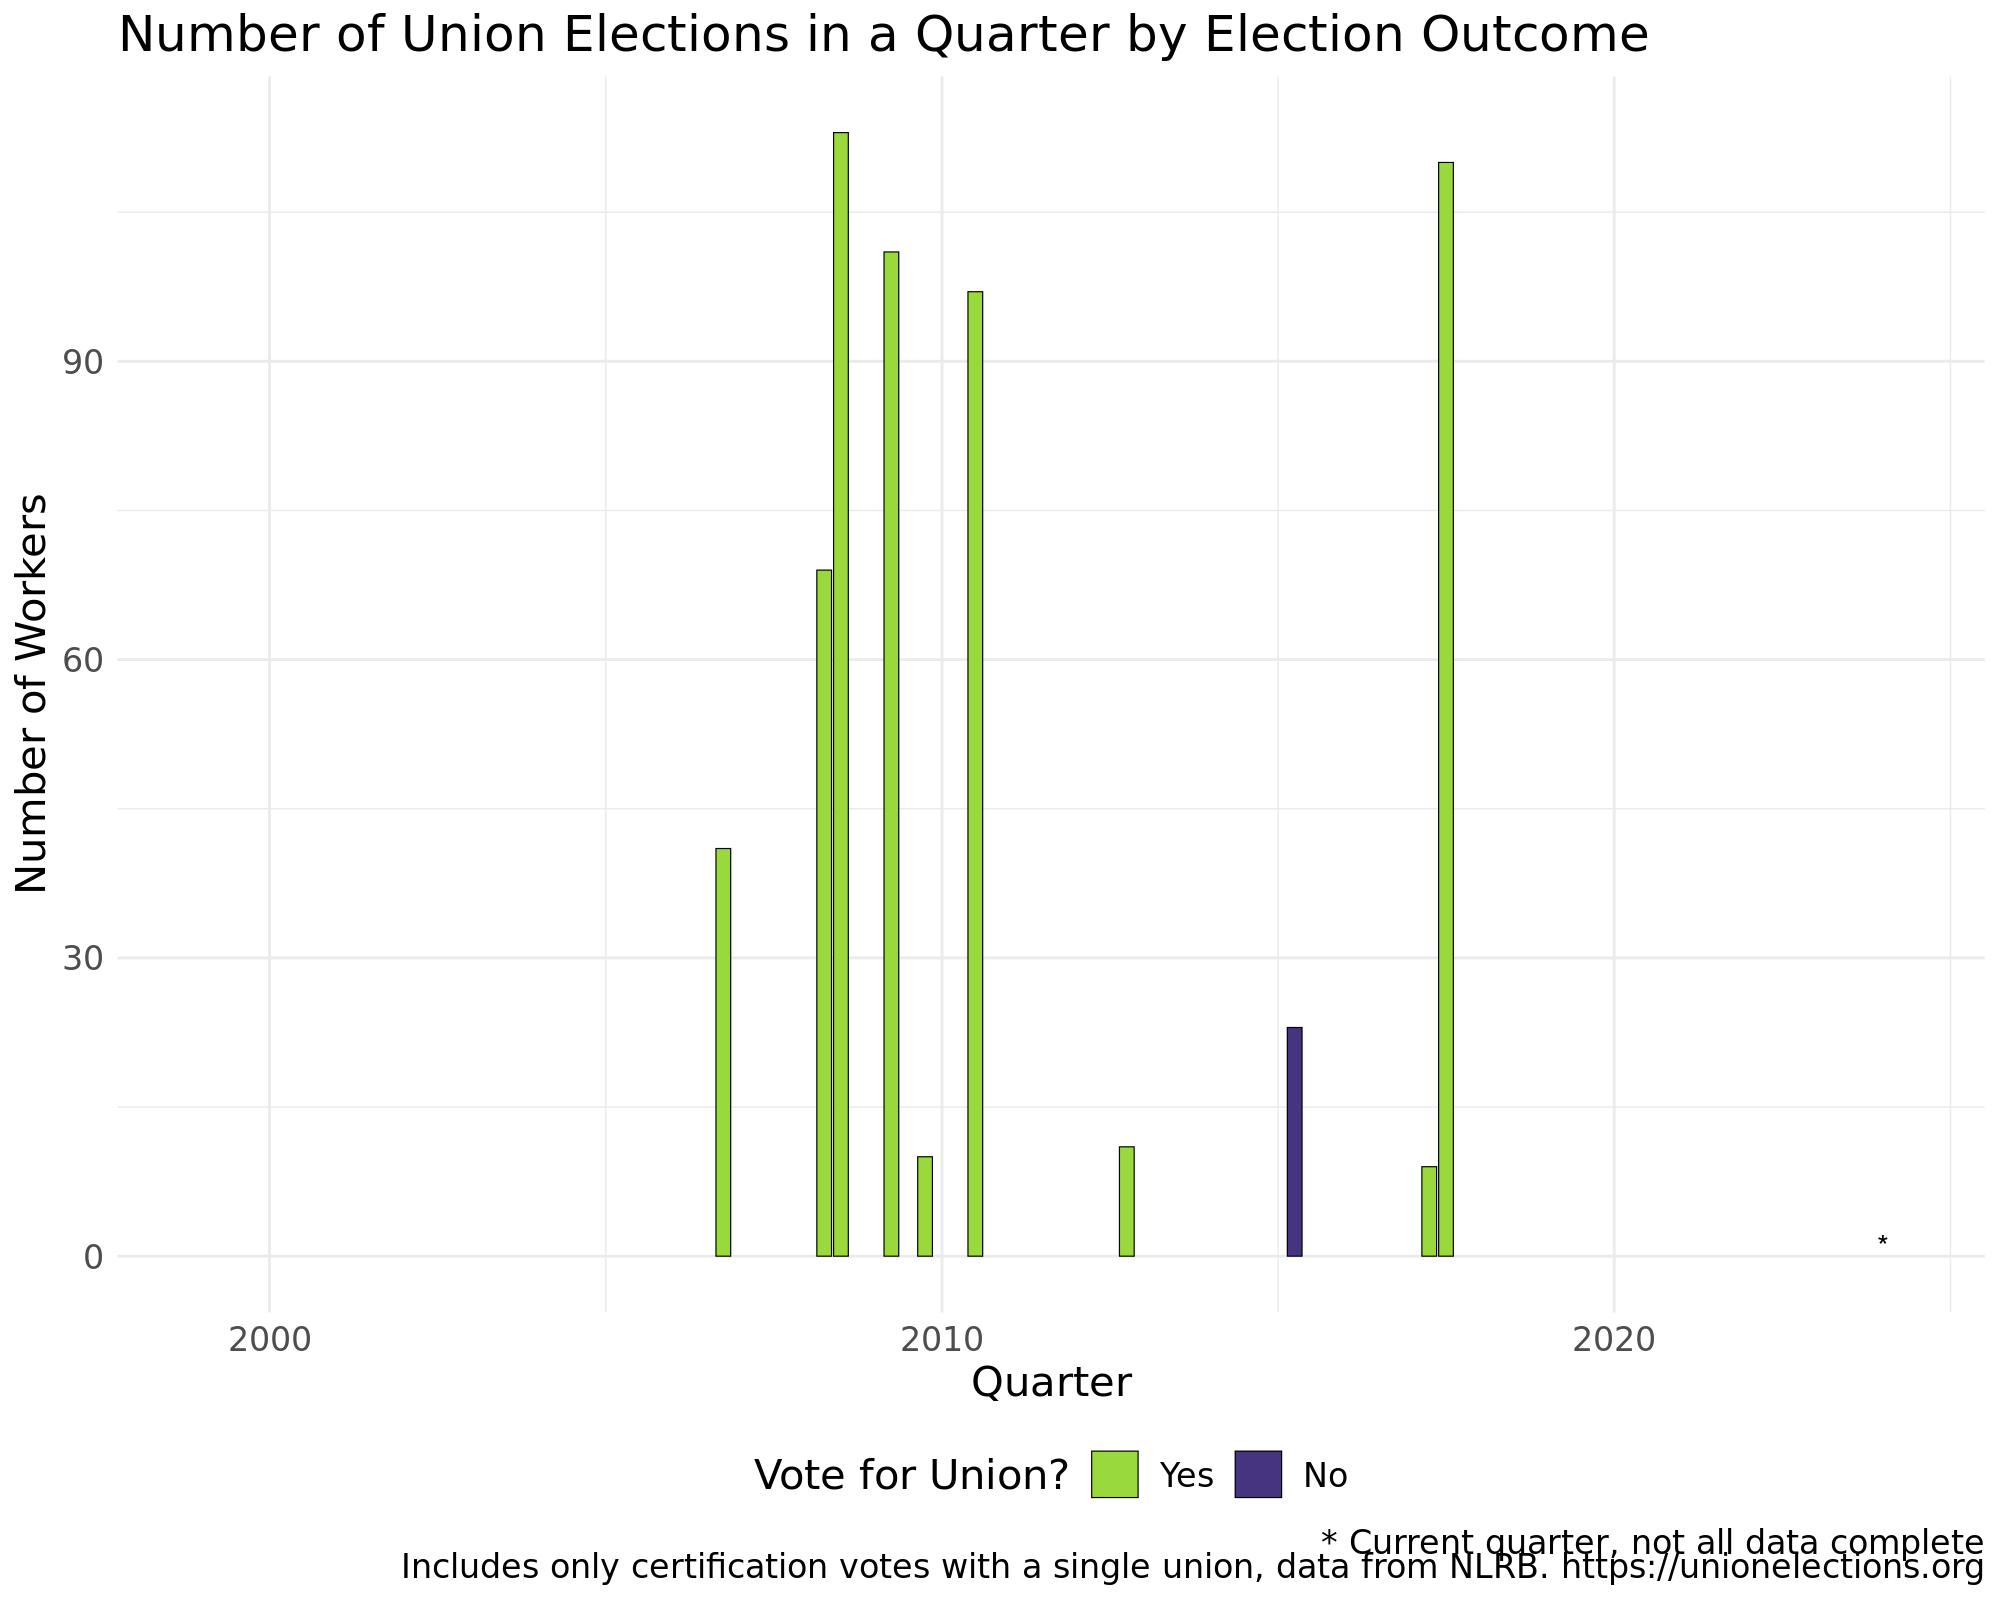 Number of Union Elections in a Quarter by Election Outcome
Number of Workers
90
60
30
0
*
2000
2010
2020
Quarter
Vote for Union?
Yes
No
* Current quarter, not all data complete
Includes only certification votes with a single union, data from NLRB. https://unionelections.org